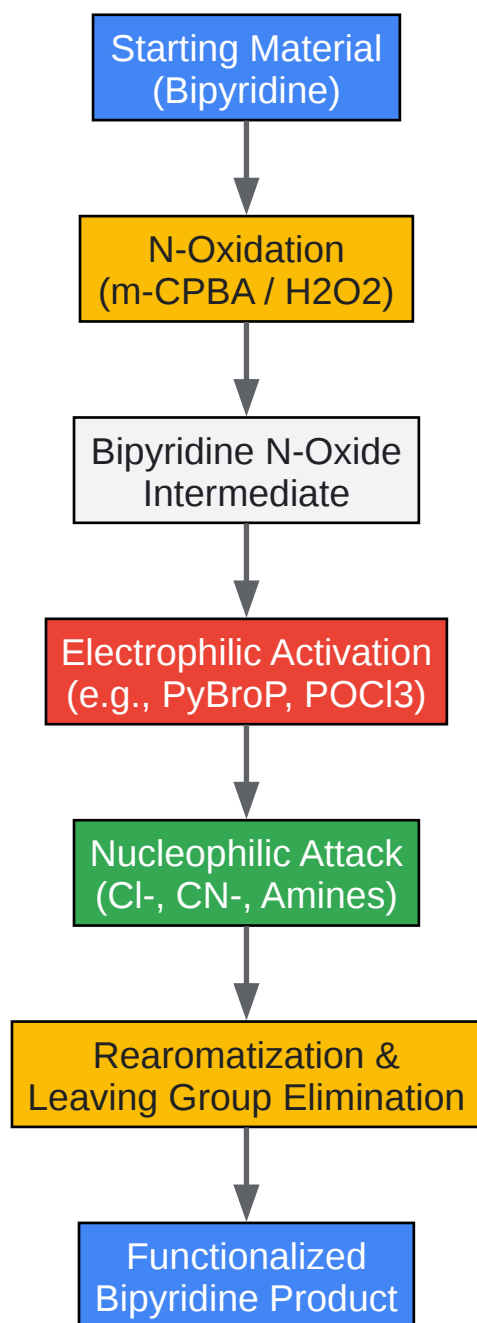 Starting Material
(Bipyridine)
N-Oxidation
(m-CPBA / H2O2)
Bipyridine N-Oxide
Intermediate
Electrophilic Activation
(e.g., PyBroP, POCl3)
Nucleophilic Attack
(Cl-, CN-, Amines)
Rearomatization &
Leaving Group Elimination
Functionalized
Bipyridine Product